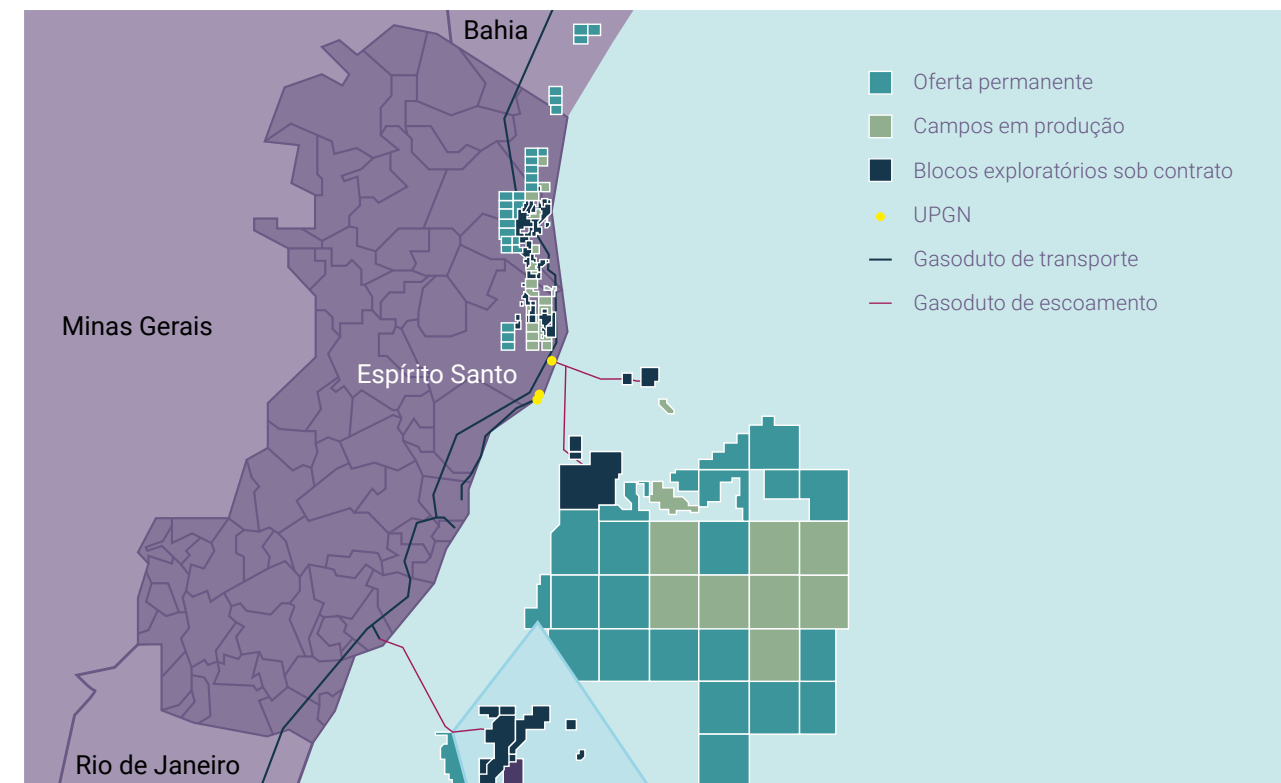 Bahia
Oferta permanente
Campos em produção
Blocos exploratórios sob contrato
UPGN
Gasoduto de transporte
Gasoduto de escoamento
Minas Gerais
Espírito Santo
Rio de Janeiro